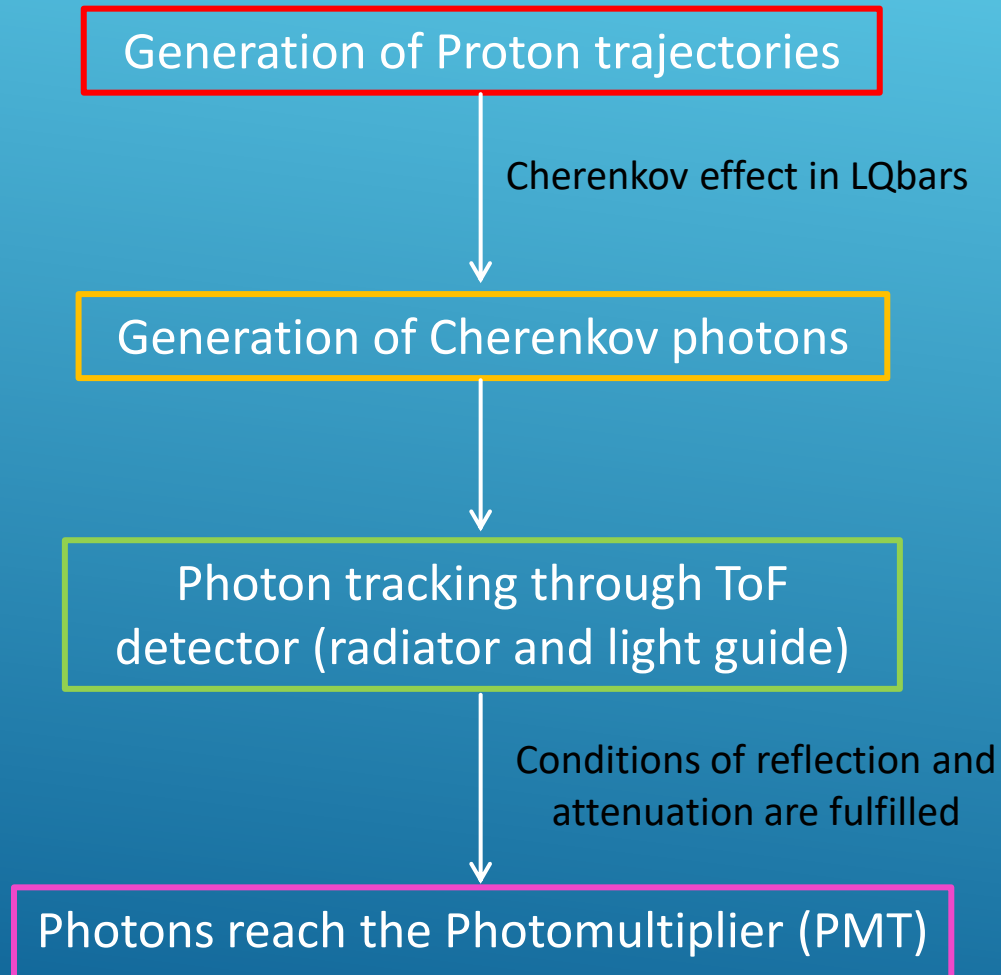 Generation of Proton trajectories
Cherenkov effect in LQbars
Generation of Cherenkov photons
Photon tracking through ToF
detector (radiator and light guide)
Conditions of reflection and
attenuation are fulfilled
Photons reach the Photomultiplier (PMT)